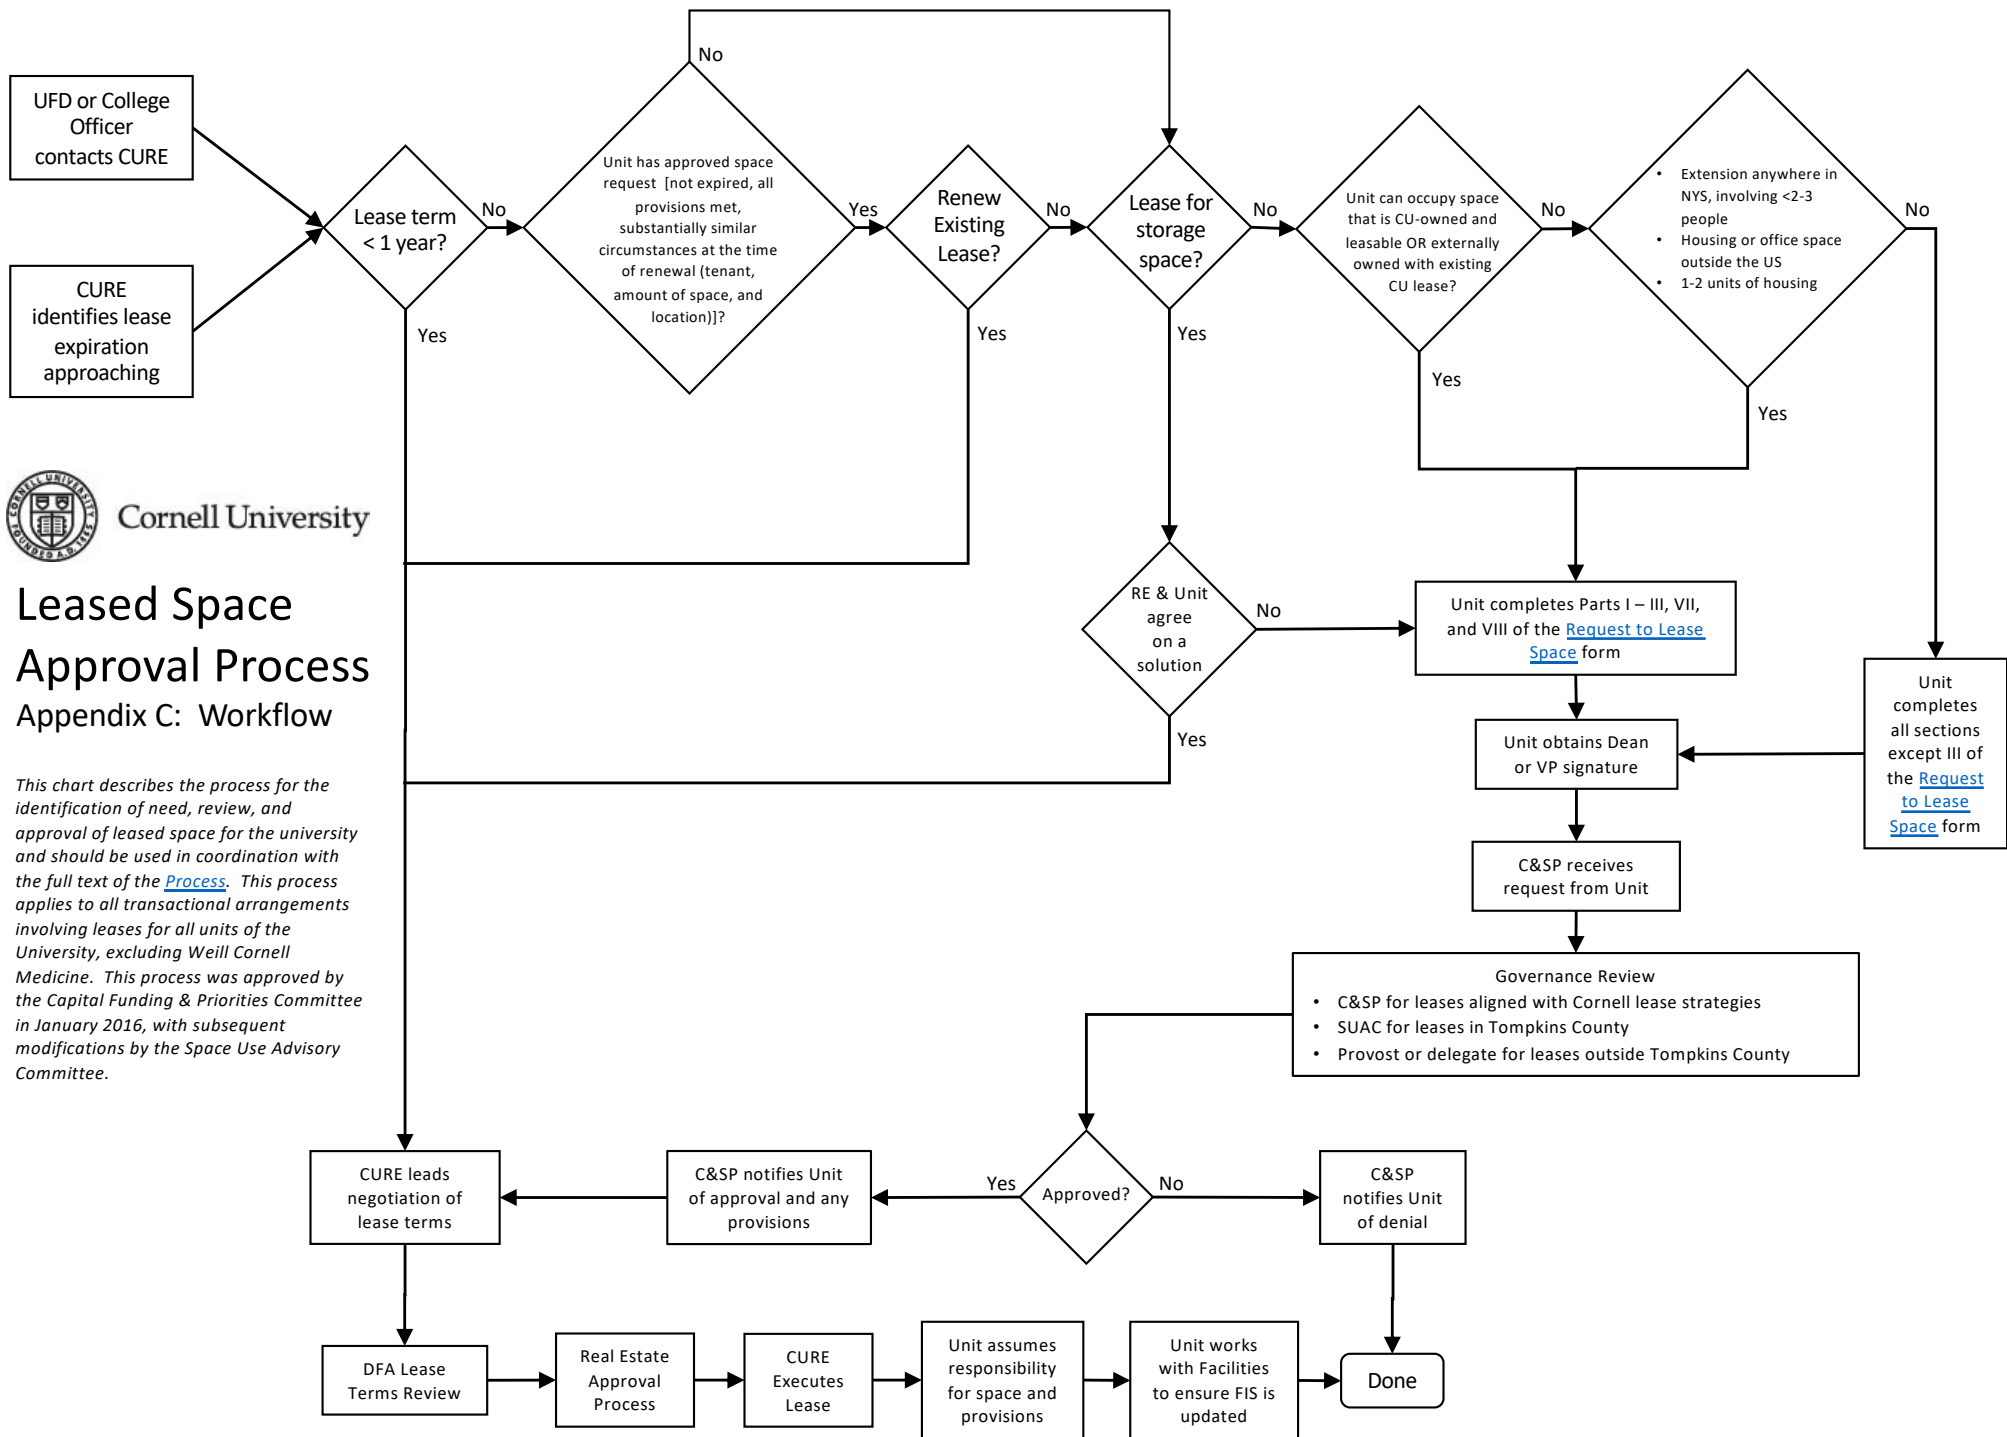 No
UFD or College
Officer
contacts CURE
CURE
identifies lease
expiration
approaching
Lease term
< 1 year?
No
Yes
Unit has approved space
request [not expired, all
provisions met,
substantially similar
circumstances at the time
of renewal (tenant,
amount of space, and
location)]?
Yes
Renew
Existing
Lease?
No
Yes
Lease for
storage
space?
No
Yes
Unit can occupy space
that is CU-owned and
leasable OR externally
owned with existing
CU lease?
No
Yes
• Extension anywhere in
NYS, involving <2-3
people
• Housing or office space
outside the US
• 1-2 units of housing
No
Yes
CORNELL UNIVERSITY
FOUNDED A.D. 1865
Cornell University
Leased Space
Approval Process
Appendix C: Workflow
This chart describes the process for the
identification of need, review, and
approval of leased space for the university
and should be used in coordination with
the full text of the Process. This process
applies to all transactional arrangements
involving leases for all units of the
University, excluding Weill Cornell
Medicine. This process was approved by
the Capital Funding & Priorities Committee
in January 2016, with subsequent
modifications by the Space Use Advisory
Committee.
RE & Unit
agree
on a
solution
No
Yes
Unit completes Parts I – III, VII,
and VIII of the Request to Lease
Space form
Unit
completes
all sections
except III of
the Request
to Lease
Space form
Unit obtains Dean
or VP signature
C&SP receives
request from Unit
Governance Review
• C&SP for leases aligned with Cornell lease strategies
• SUAC for leases in Tompkins County
• Provost or delegate for leases outside Tompkins County
Approved?
Yes
No
C&SP notifies Unit
of approval and any
provisions
C&SP
notifies Unit
of denial
CURE leads
negotiation of
lease terms
DFA Lease
Terms Review
Real Estate
Approval
Process
CURE
Executes
Lease
Unit assumes
responsibility
for space and
provisions
Unit works
with Facilities
to ensure FIS is
updated
Done